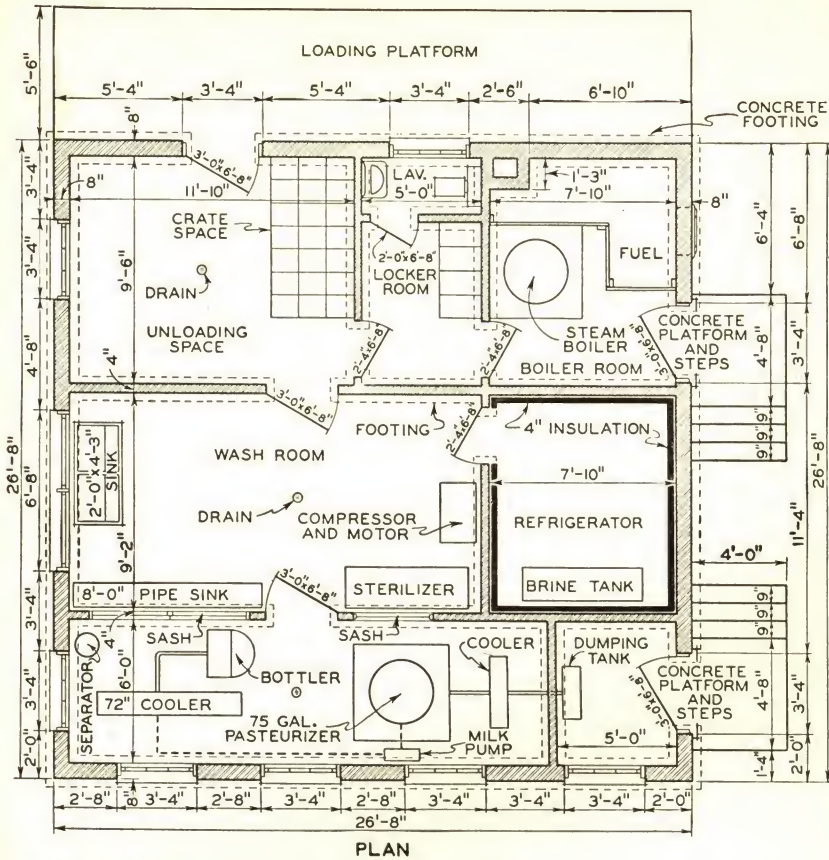 LOADING PLATFORM
5'-6"
5'-4"
3'-4"
5'-4"
3'-4"
2'-6"
6'-10"
CONCRETE
FOOTING
8"
3'-4"
8"
11'-10"
3'-0"x6'-8"
LAV.
5'-0"
1'-3"
7'-10"
8"
6'-4"
6'-8"
CRATE
SPACE
2'-0"x6'-8"
LOCKER
ROOM
FUEL
3'-4"
9'-6"
DRAIN
UNLOADING
SPACE
2'-4"x6'-8"
2'-4"x6'-8"
STEAM
BOILER
BOILER ROOM
3'-0"x6'-8"
CONCRETE
PLATFORM
AND
STEPS
4'-8"
3'-4"
4'-8"
4"
3'-0"x6'-8"
FOOTING
2'-4"x6'-8"
4" INSULATION
9"
9"
9"
26'-8"
6'-8"
2'-0"x4'-3"
SINK
WASH ROOM
7'-10"
26'-8"
11'-4"
DRAIN
COMPRESSOR
AND MOTOR
REFRIGERATOR
9'-2"
4'-0"
3'-4"
8'-0" PIPE SINK
3'-0"x6'-8"
STERILIZER
BRINE TANK
9"
9"
9"
4"
SASH
SASH
COOLER
DUMPING
TANK
3'-4"
SEPARATOR
6'-0"
BOTTLER
72" COOLER
75 GAL.
PASTEURIZER
MILK
PUMP
5'-0"
3'-0"x6'-8"
CONCRETE
PLATFORM
AND
STEPS
4'-8"
3'-4"
2'-0"
1'-4"
2'-0"
2'-8"
8"
3'-4"
2'-8"
3'-4"
2'-8"
3'-4"
3'-4"
3'-4"
2'-0"
26'-8"
PLAN